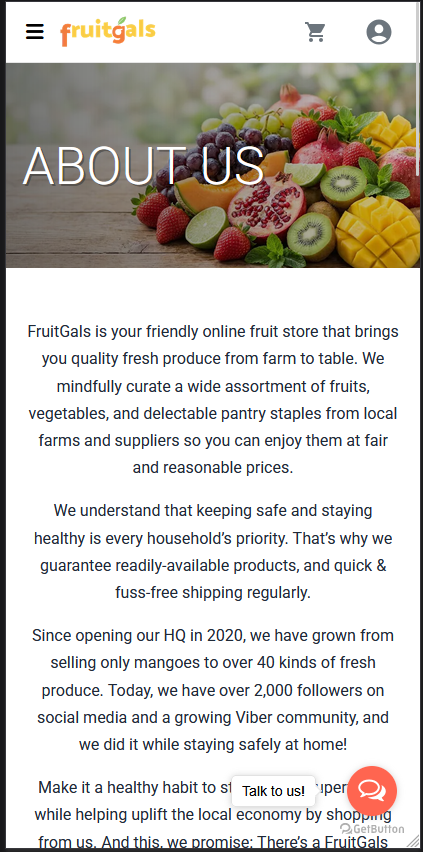 fruitgals
ABOUT US
FruitGals is your friendly online fruit store that brings
you quality fresh produce from farm to table. We
mindfully curate a wide assortment of fruits,
vegetables, and delectable pantry staples from local
farms and suppliers so you can enjoy them at fair
and reasonable prices.
We understand that keeping safe and staying
healthy is every household’s priority. That’s why we
guarantee readily-available products, and quick &
fuss-free shipping regularly.
Since opening our HQ in 2020, we have grown from
selling only mangoes to over 40 kinds of fresh
produce. Today, we have over 2,000 followers on
social media and a growing Viber community, and
we did it while staying safely at home!
Make it a healthy habit to
Talk to us!
while helping uplift the local economy by shopping
GetButton
from us. And this, we promise: There’s a FruitGals